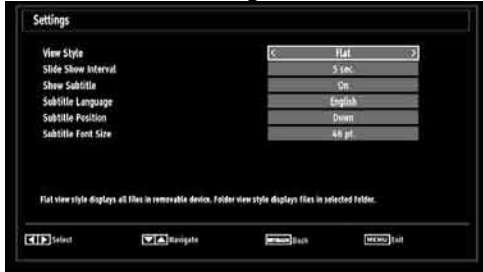 Settings
View Style < Flat >
Slide Show Interval 5 sec.
Show Subtitle On
Subtitle Language English
Subtitle Position Down
Subtitle Font Size 48 pt.
Flat view style displays all files in removable device. Folder view style displays files in selected folder.
Select Navigate Back MENU Exit